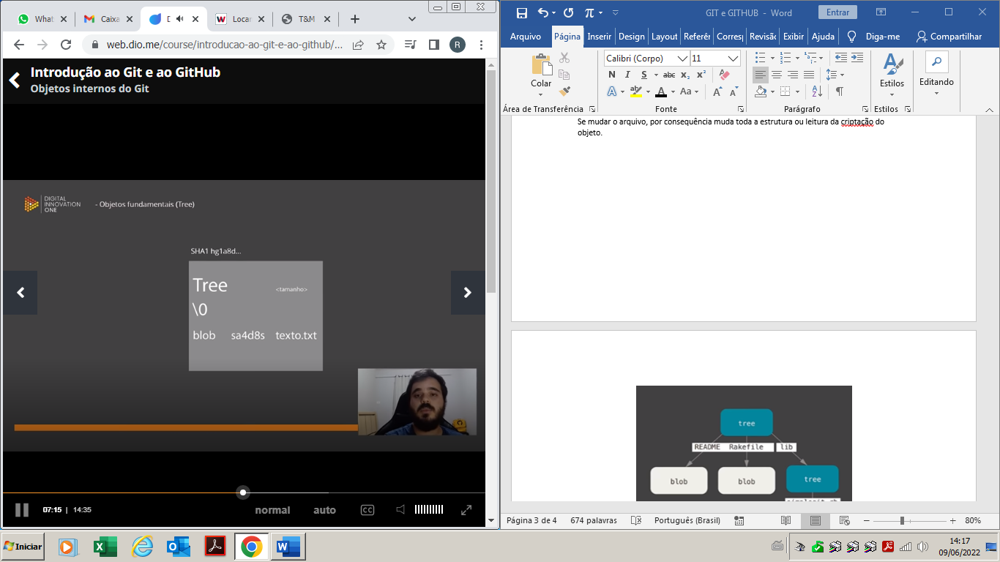 What
Caixa
D
Locar
T&M
web.dio.me/course/introducao-ao-git-e-ao-github/...
R
Introdução ao Git e ao GitHub
Objetos internos do Git
DIGITAL
INNOVATION
ONE
- Objetos fundamentais (Tree)
SHA1 hg1a8d...
Tree <tamanho>
\0
blob sa4d8s texto.txt
07:15 | 14:35
normal auto CC
GIT e GITHUB - Word
Entrar
Arquivo Página Inserir Design Layout Referên Corresp Revisão Exibir Ajuda Diga-me Compartilhar
Colar
Calibri (Corpo) 11
N I S abc x₂ x²
A A Aa A A
Estilos
Editando
Área de Transferência Fonte Parágrafo Estilos
Se mudar o arquivo, por consequência muda toda a estrutura ou leitura da criptação do
objeto.
tree
README Rakefile lib
blob blob tree
Página 3 de 4 674 palavras Português (Brasil) 80%
Iniciar
14:17
09/06/2022